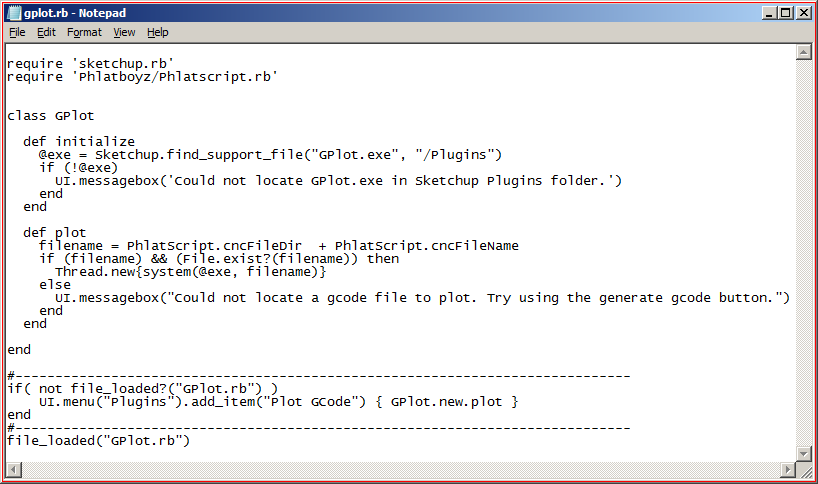 gplot.rb - Notepad
File Edit Format View Help
require 'sketchup.rb'
require 'Phlatboyz/Phlatscript.rb'
class GPlot
  def initialize
    @exe = Sketchup.find_support_file("GPlot.exe", "/Plugins")
    if (!@exe)
      UI.messagebox('Could not locate GPlot.exe in Sketchup Plugins folder.')
    end
  end
  def plot
    filename = PhlatScript.cncFileDir  + PhlatScript.cncFileName
    if (filename) && (File.exist?(filename)) then
      Thread.new{system(@exe, filename)}
    else
      UI.messagebox("Could not locate a gcode file to plot. Try using the generate gcode button.")
    end
  end
end
#-----------------------------------------------------------------------------
if( not file_loaded?("GPlot.rb") )
    UI.menu("Plugins").add_item("Plot GCode") { GPlot.new.plot }
end
#-----------------------------------------------------------------------------
file_loaded("GPlot.rb")